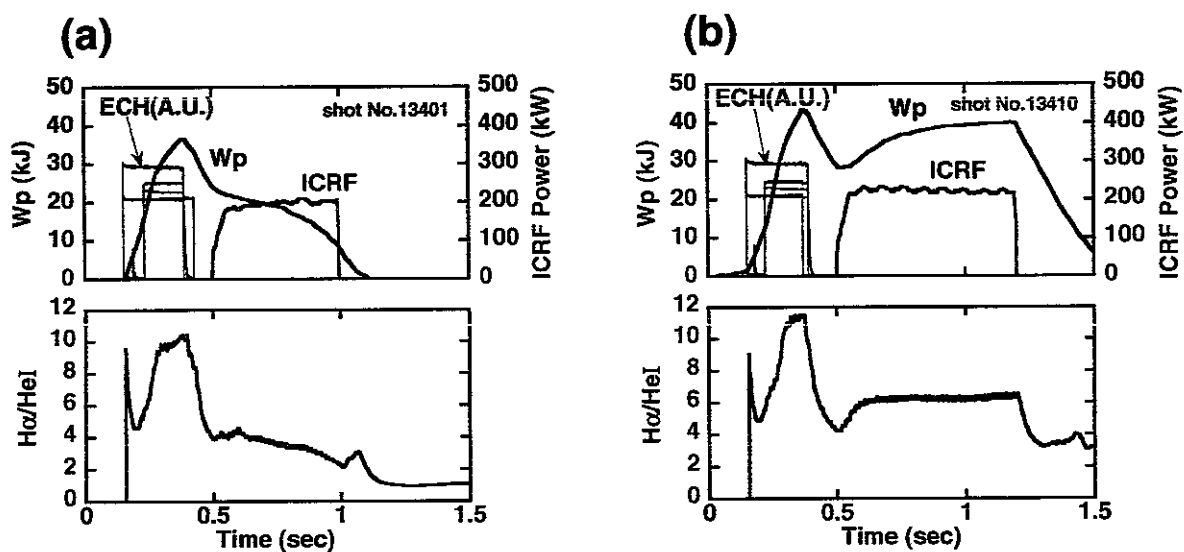 (a)
50
40
30
20
10
0
Wp (kJ)
ECH(A.U.)
shot No.13401
Wp
ICRF
500
400
300
200
100
0
ICRF Power (kW)
12
10
8
6
4
2
0
Hα/HeI
0
0.5
1
1.5
Time (sec)
(b)
50
40
30
20
10
0
Wp (kJ)
ECH(A.U.)
Wp
shot No.13410
ICRF
500
400
300
200
100
0
ICRF Power (kW)
12
10
8
6
4
2
0
Hα/HeI
0
0.5
1
1.5
Time (sec)